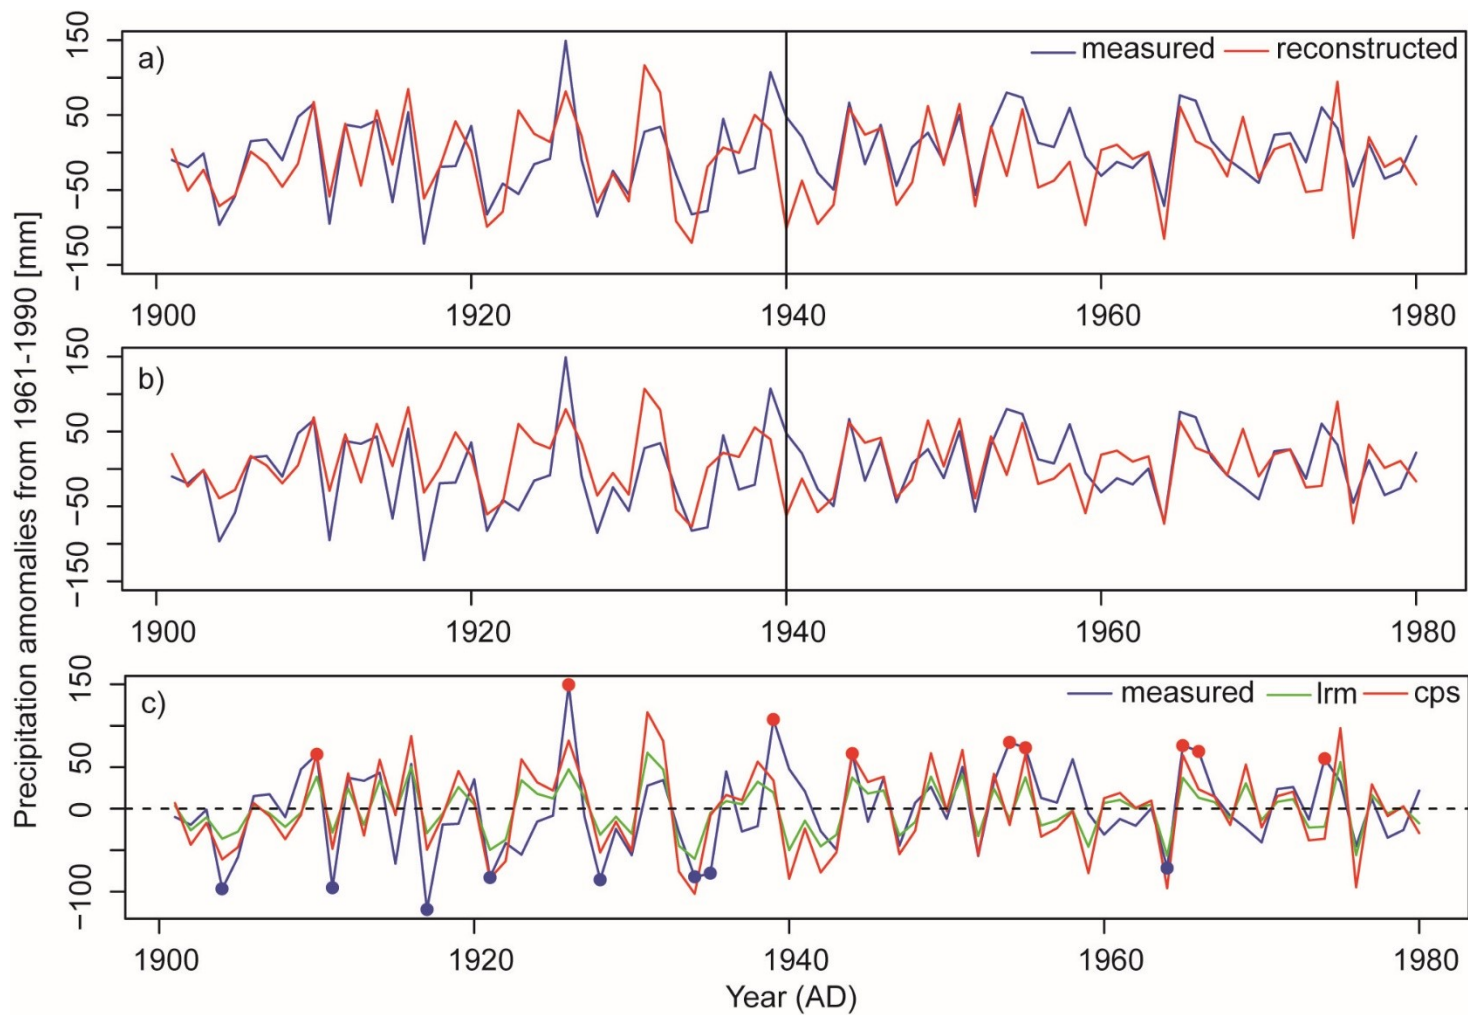 Precipitation amomalies from 1961-1990 [mm]
a)
measured reconstructed
150
50
−50
−150
1900 1920 1940 1960 1980
b)
150
50
−50
−150
1900 1920 1940 1960 1980
c)
measured lrm cps
150
50
0
−100
1900 1920 1940 1960 1980
Year (AD)